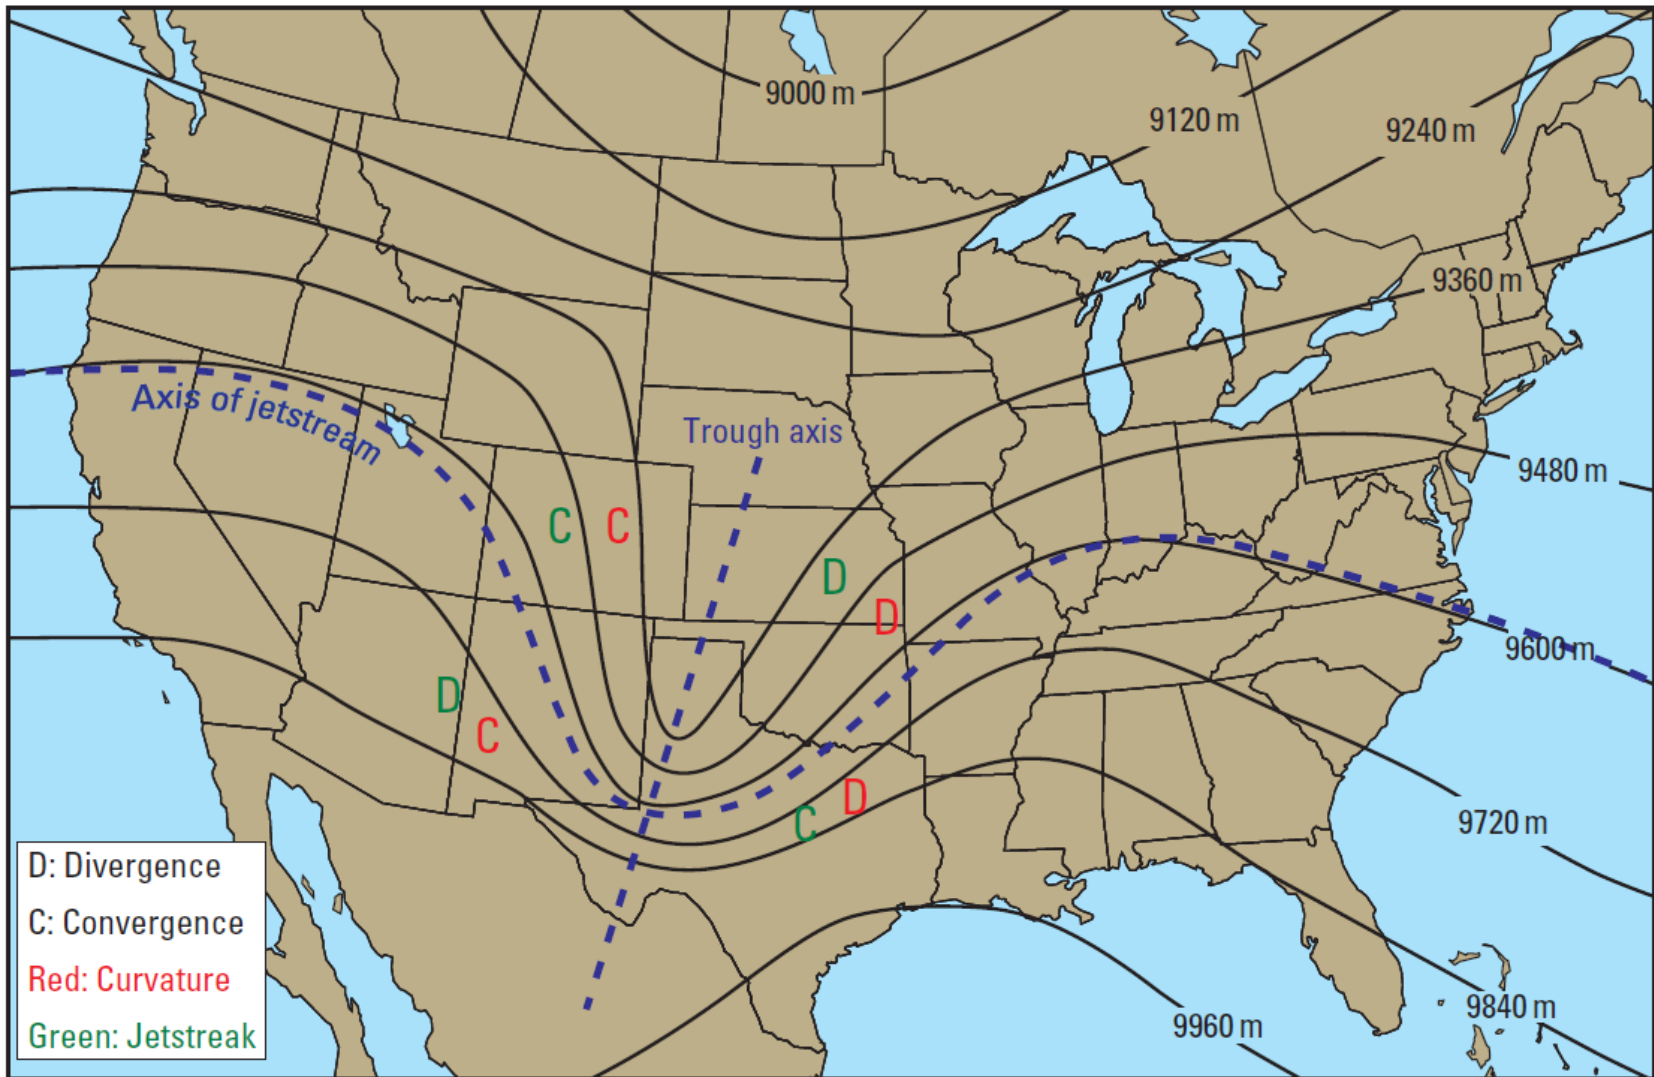 9000 m
9120 m
9240 m
9360 m
Axis of jetstream
Trough axis
9480 m
C
C
D
D
9600 m
D
C
D
C
9720 m
9840 m
9960 m
D: Divergence
C: Convergence
Red: Curvature
Green: Jetstreak